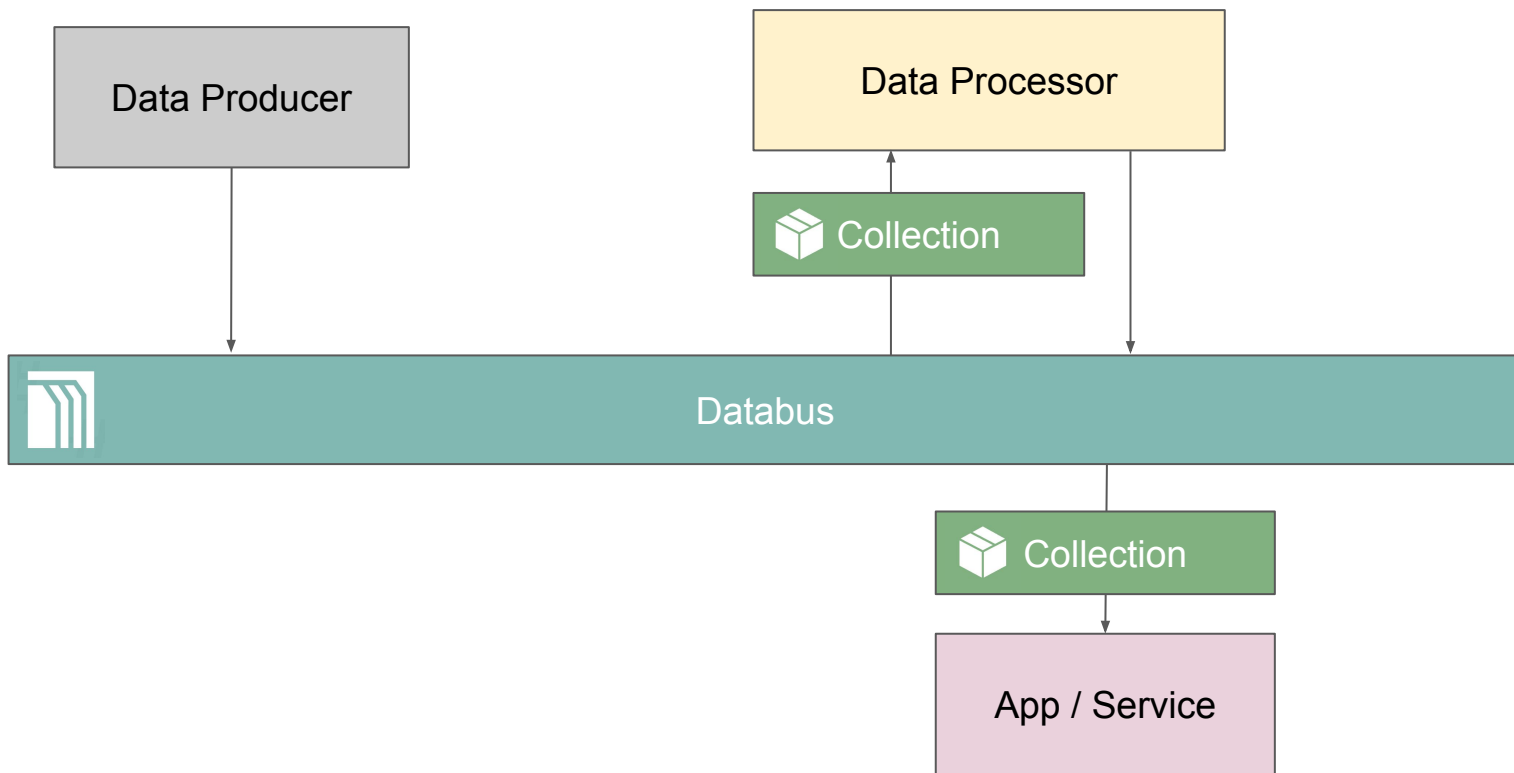 Data Producer
Data Processor
Collection
Databus
Collection
App / Service